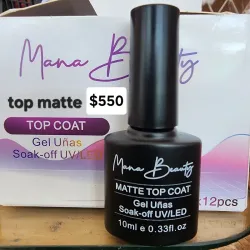 Mana Beauty
top matte $550
TOP COAT
Gel Uñas
Soak-off UV/LED
:12pcs
Mana Beauty
MATTE TOP COAT
Gel Uñas
Soak-off UV/LED
10ml e 0.33fl.oz